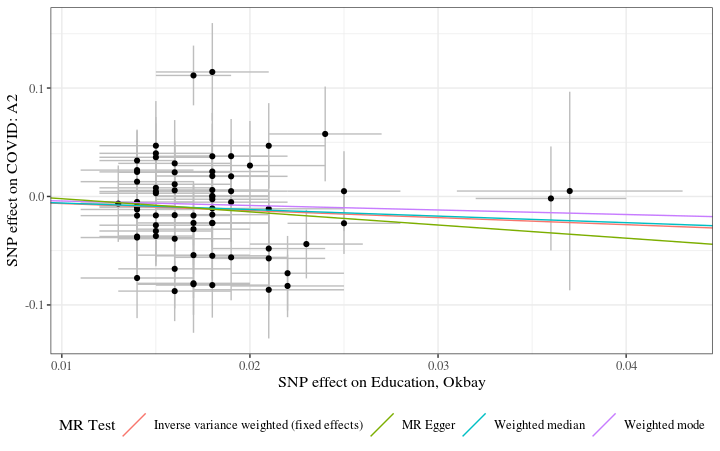 0.1
0.0
-0.1
SNP effect on COVID: A2
0.01
0.02
0.03
0.04
SNP effect on Education, Okbay
MR Test
Inverse variance weighted (fixed effects)
MR Egger
Weighted median
Weighted mode